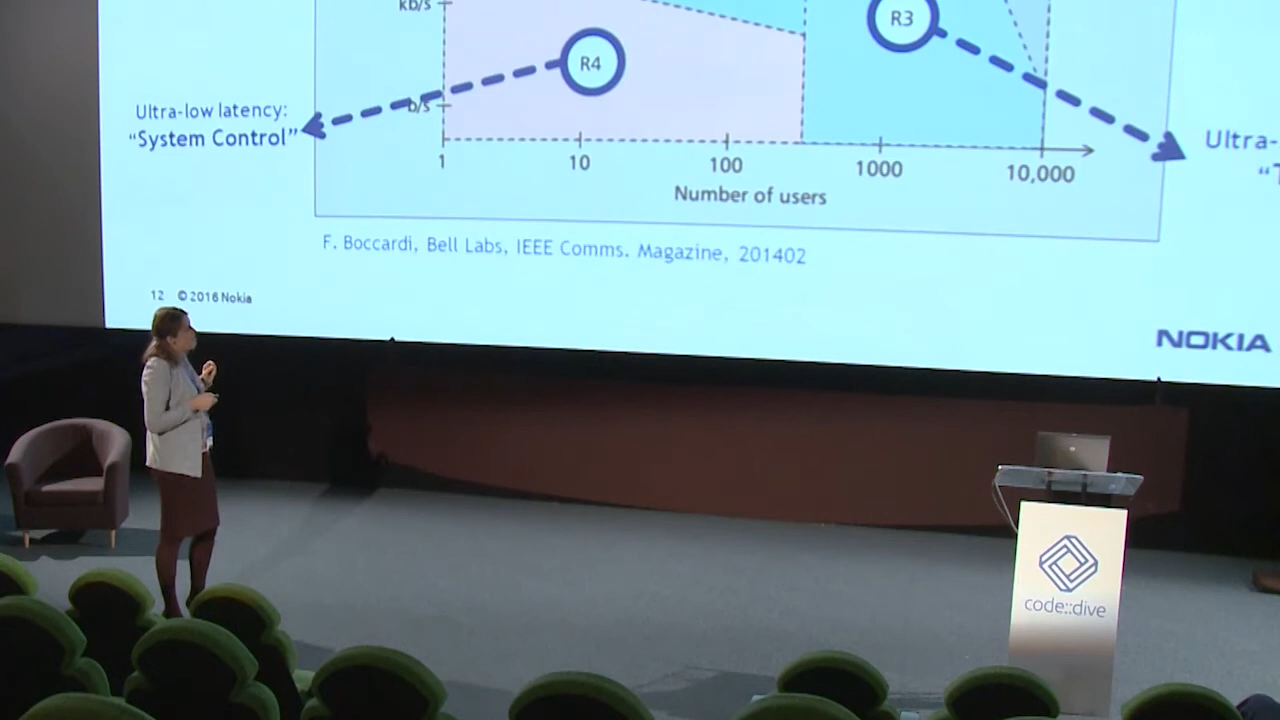 kb/s
R3
R4
b/s
Ultra-low latency:
“System Control”
Ultra-
1
10
100
1000
10,000
Number of users
F. Boccardi, Bell Labs, IEEE Comms. Magazine, 201402
12 © 2016 Nokia
NOKIA
code::dive